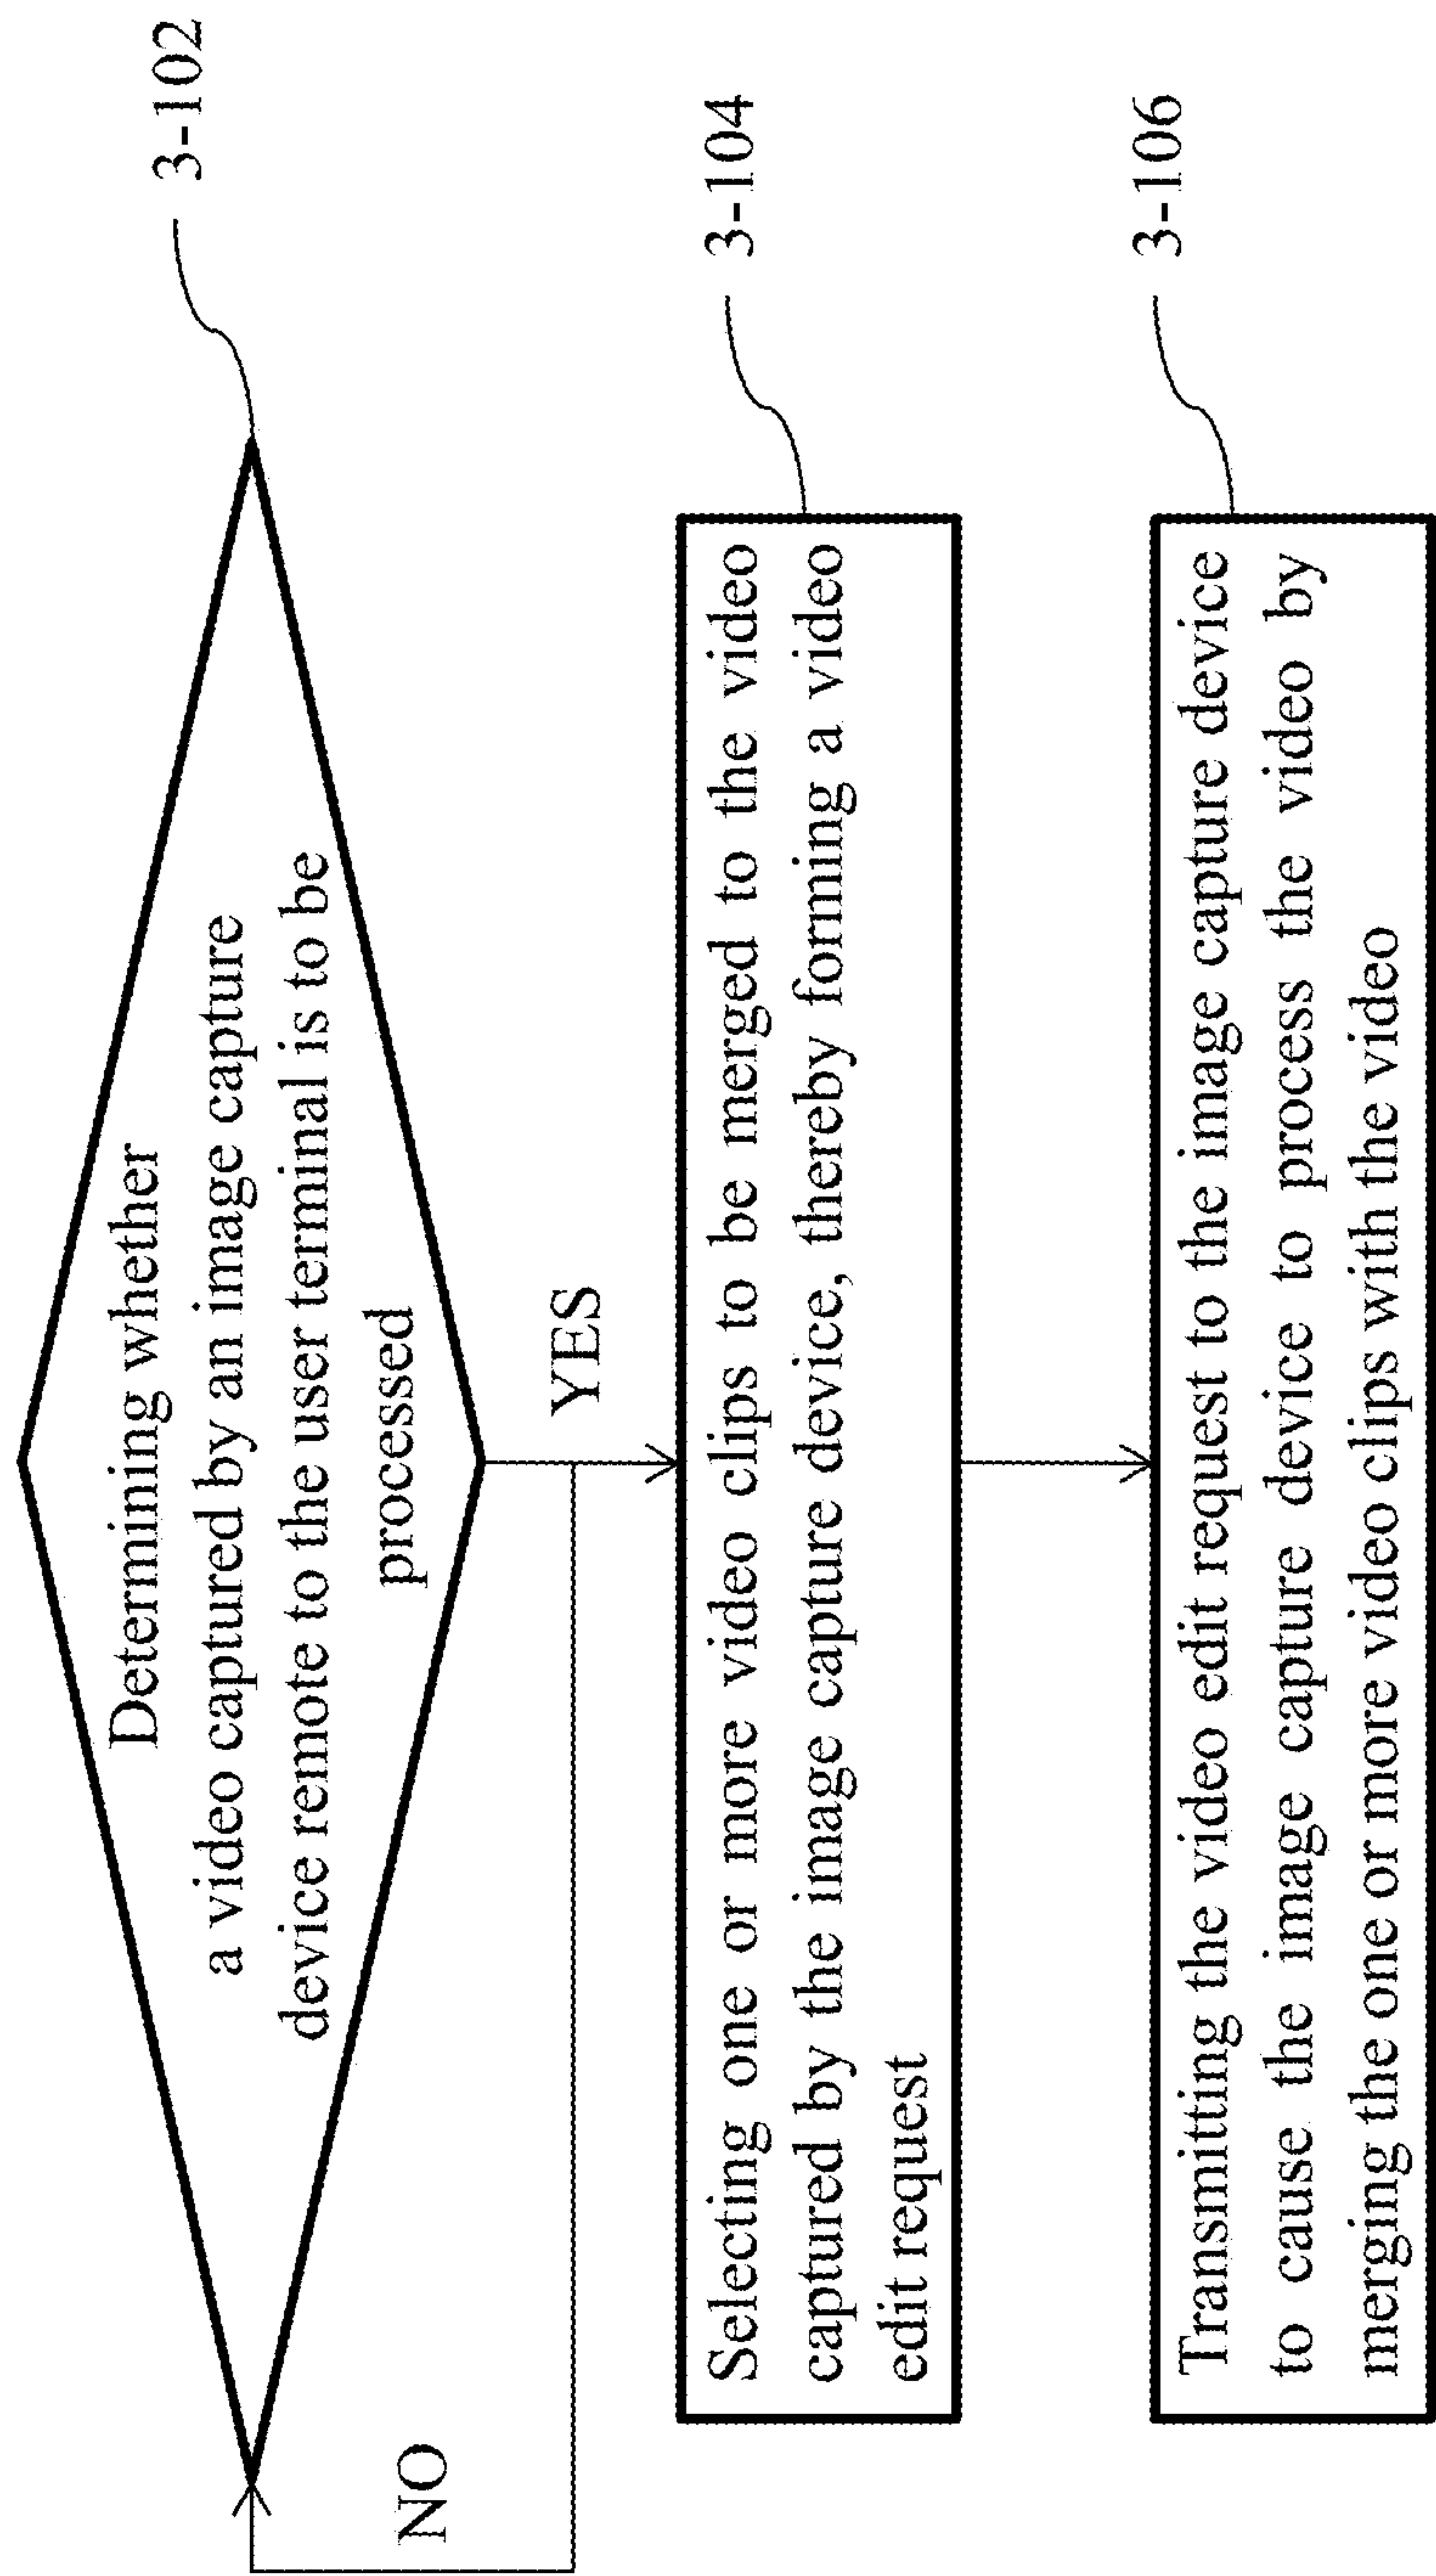 Determining whether
a video captured by an image capture
device remote to the user terminal is to be
processed
3-102
NO
YES
Selecting one or more video clips to be merged to the video
captured by the image capture device, thereby forming a video
edit request
3-104
Transmitting the video edit request to the image capture device
to cause the image capture device to process the video by
merging the one or more video clips with the video
3-106